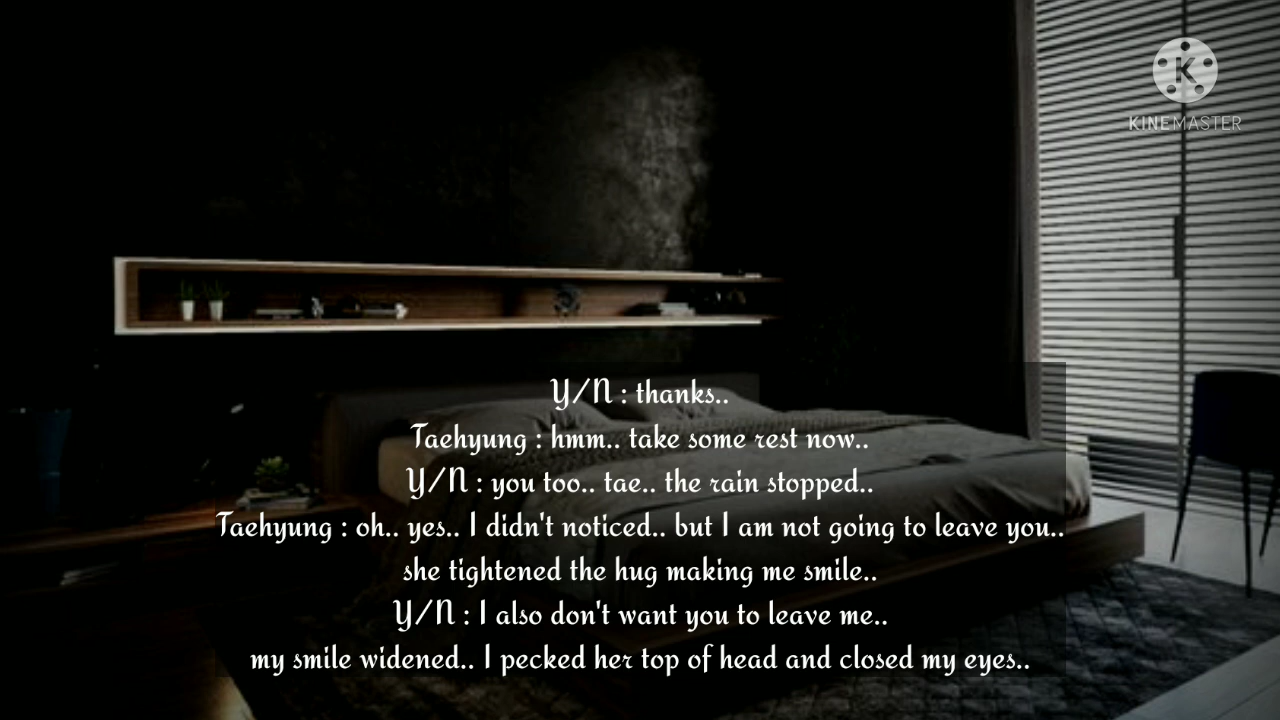 KINEMASTER
Y/N : thanks..
Taehyung : hmm.. take some rest now..
Y/N : you too.. tae.. the rain stopped..
Taehyung : oh.. yes.. I didn't noticed.. but I am not going to leave you..
she tightened the hug making me smile..
Y/N : I also don't want you to leave me..
my smile widened.. I pecked her top of head and closed my eyes..